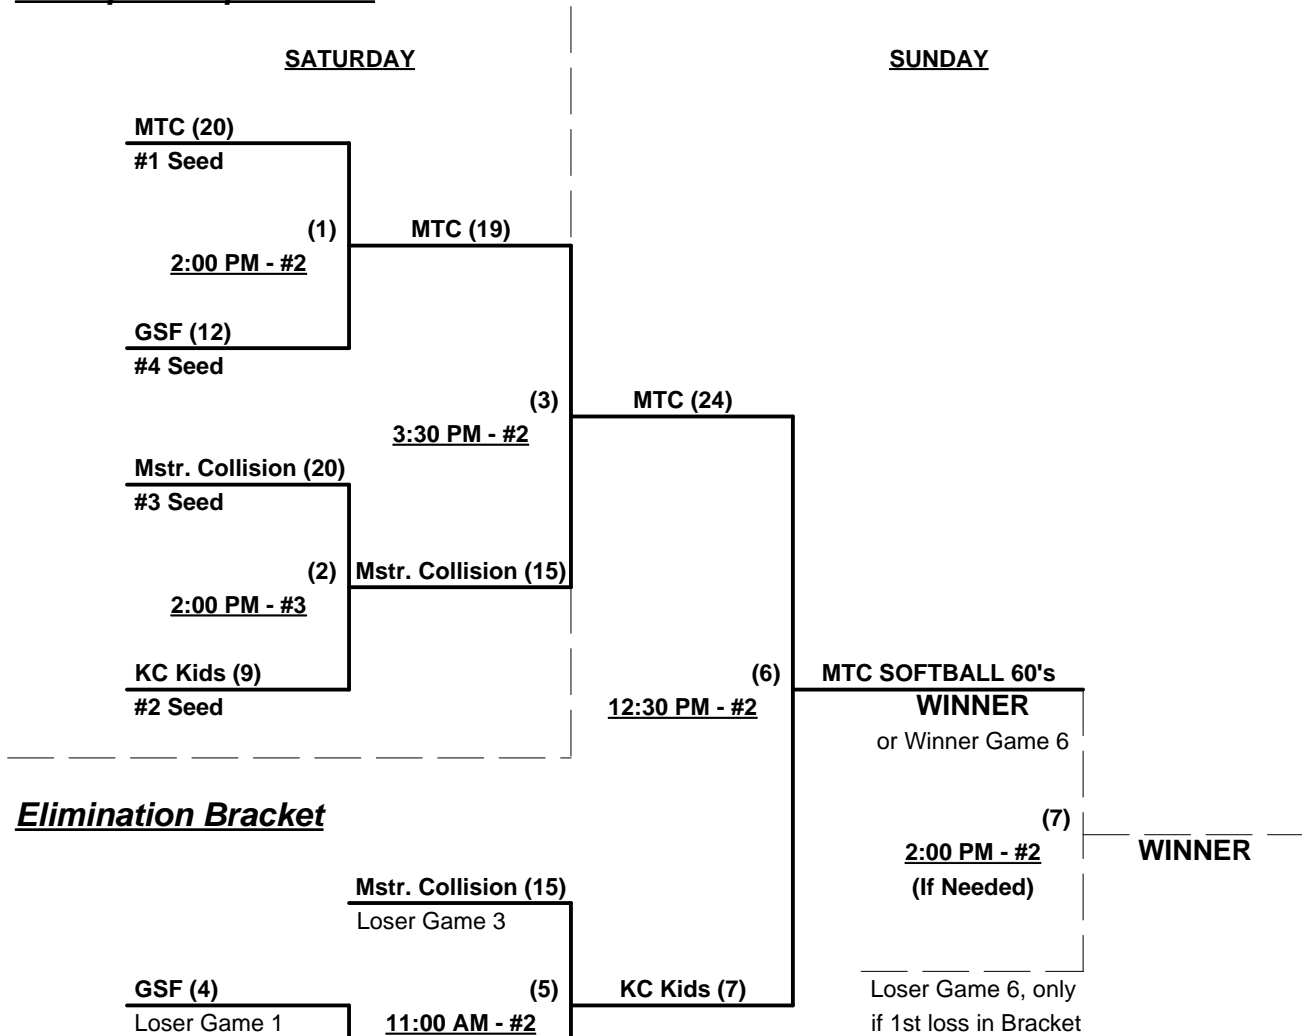 SATURDAY
SUNDAY
MTC (20)
#1 Seed
(1)
MTC (19)
2:00 PM - #2
GSF (12)
#4 Seed
(3)
MTC (24)
3:30 PM - #2
Mstr. Collision (20)
#3 Seed
(2)
Mstr. Collision (15)
2:00 PM - #3
KC Kids (9)
#2 Seed
(6)
MTC SOFTBALL 60's
12:30 PM - #2
WINNER
or Winner Game 6
Elimination Bracket
(7)
2:00 PM - #2
WINNER
(If Needed)
Mstr. Collision (15)
Loser Game 3
GSF (4)
(5)
KC Kids (7)
Loser Game 6, only
Loser Game 1
11:00 AM - #2
if 1st loss in Bracket